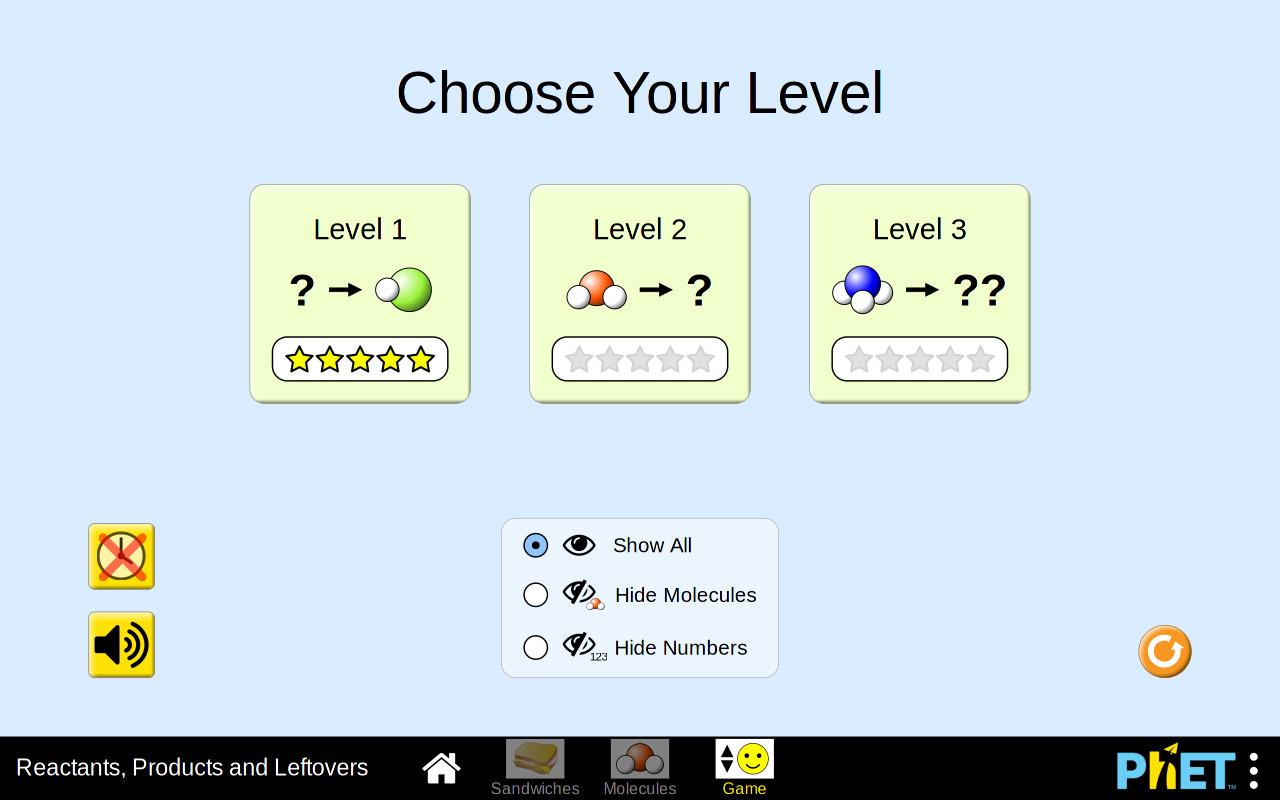 Choose Your Level
Level 1
? 
Level 2
?
Level 3
??
Show All
Hide Molecules
123
Hide Numbers
Reactants, Products and Leftovers
Sandwiches
Molecules
Game
PhET™